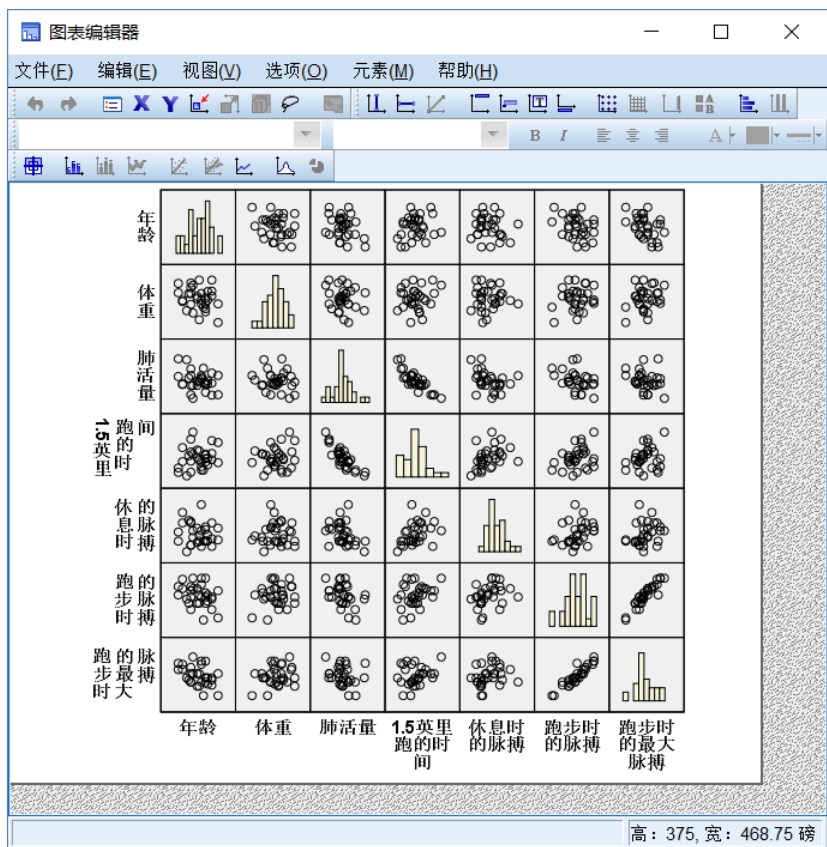 图表编辑器
文件(F) 编辑(E) 视图(V) 选项(O) 元素(M) 帮助(H)
X Y
B I A
年龄
体重
肺活量
1.5英里
跑的时
间
休息时
的脉搏
跑步时
的脉搏
跑步时
的最大
脉搏
年龄 体重 肺活量 1.5英里 休息时 跑步时 跑步时
跑的时 的脉搏 的脉搏 的最大
间 脉搏
高：375, 宽：468.75 磅